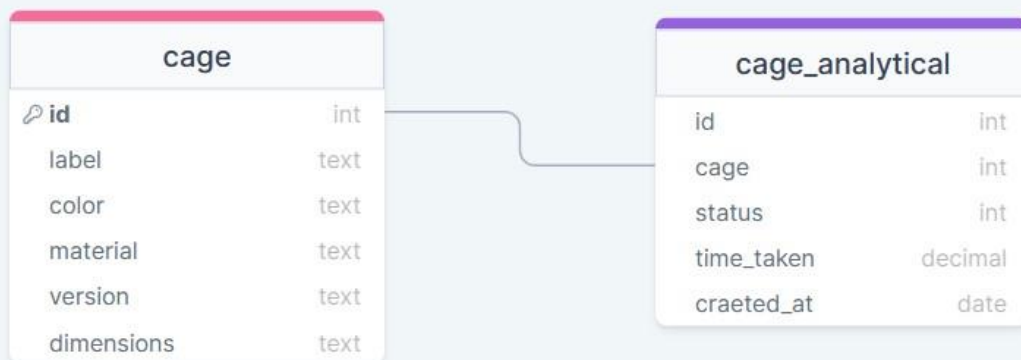 cage
id int
label text
color text
material text
version text
dimensions text
cage_analytical
id int
cage int
status int
time_taken decimal
craeted_at date